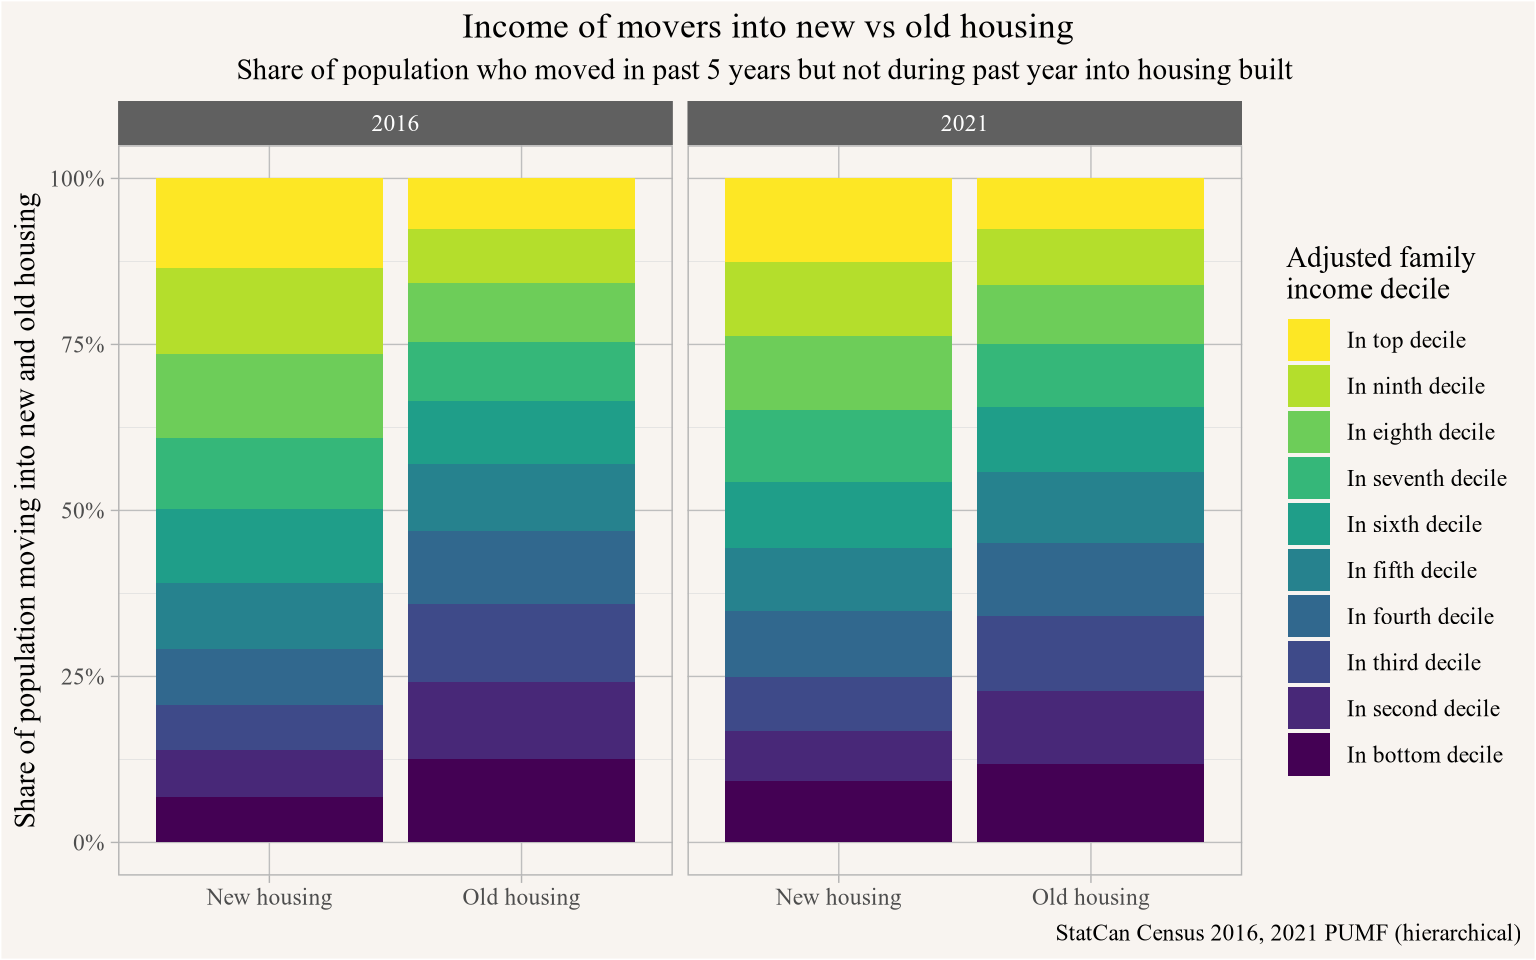 Income of movers into new vs old housing
Share of population who moved in past 5 years but not during past year into housing built
2016
2021
Share of population moving into new and old housing
100%
75%
50%
25%
0%
New housing
Old housing
New housing
Old housing
Adjusted family
income decile
In top decile
In ninth decile
In eighth decile
In seventh decile
In sixth decile
In fifth decile
In fourth decile
In third decile
In second decile
In bottom decile
StatCan Census 2016, 2021 PUMF (hierarchical)